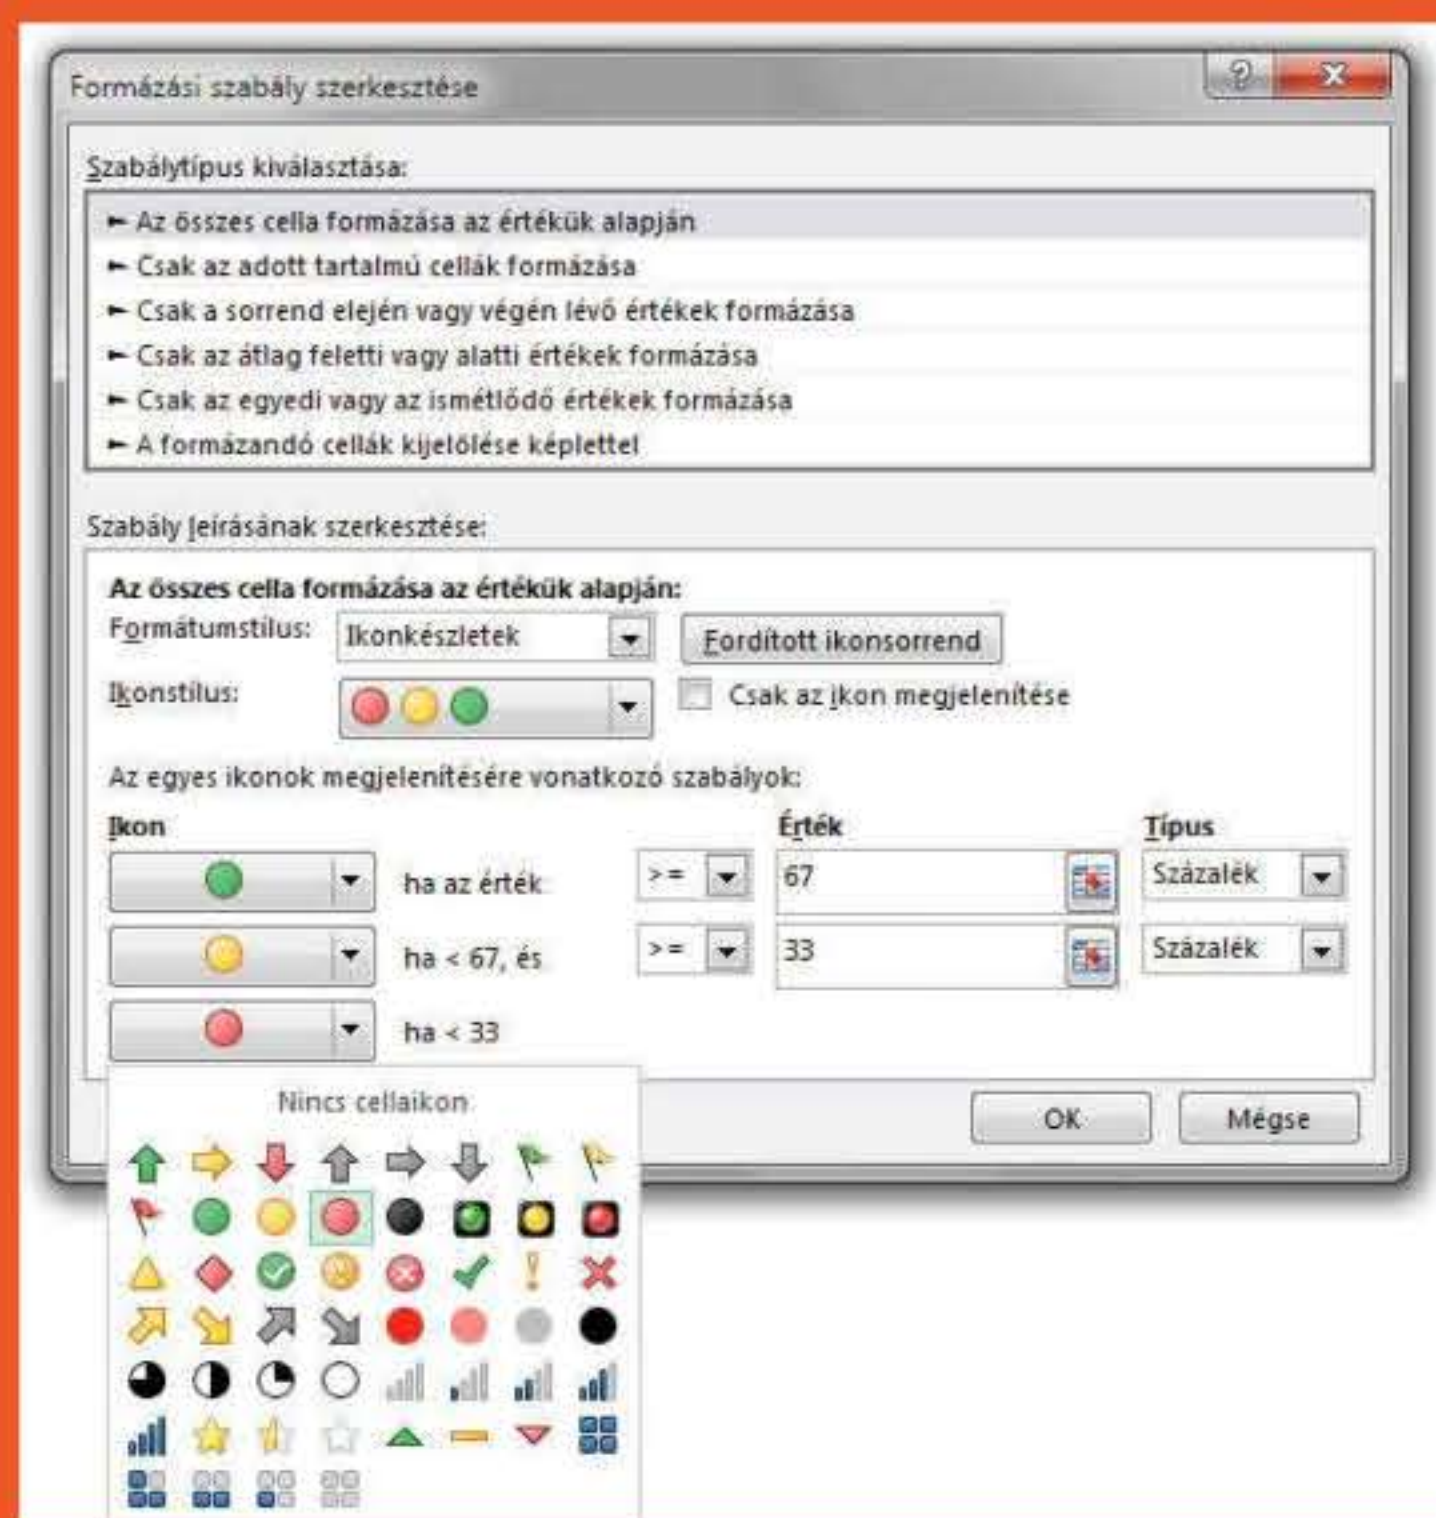 Formázási szabály szerkesztése
Szabálytípus kiválasztása:
► Az összes cella formázása az értékük alapján
► Csak az adott tartalmú cellák formázása
► Csak a sorrend elején vagy végén lévő értékek formázása
► Csak az átlag feletti vagy alatti értékek formázása
► Csak az egyedi vagy az ismétlődő értékek formázása
► A formázandó cellák kijelölése képlettel
Szabály leírásának szerkesztése:
Az összes cella formázása az értékük alapján:
Formátumstílus: Ikonkészletek Fordított ikonsorrend
Ikonstílus: Csak az ikon megjelenítése
Az egyes ikonok megjelenítésére vonatkozó szabályok:
Ikon Érték Típus
ha az érték >= 67 Százalék
ha < 67, és >= 33 Százalék
ha < 33
Nincs cellaikon
OK Mégse